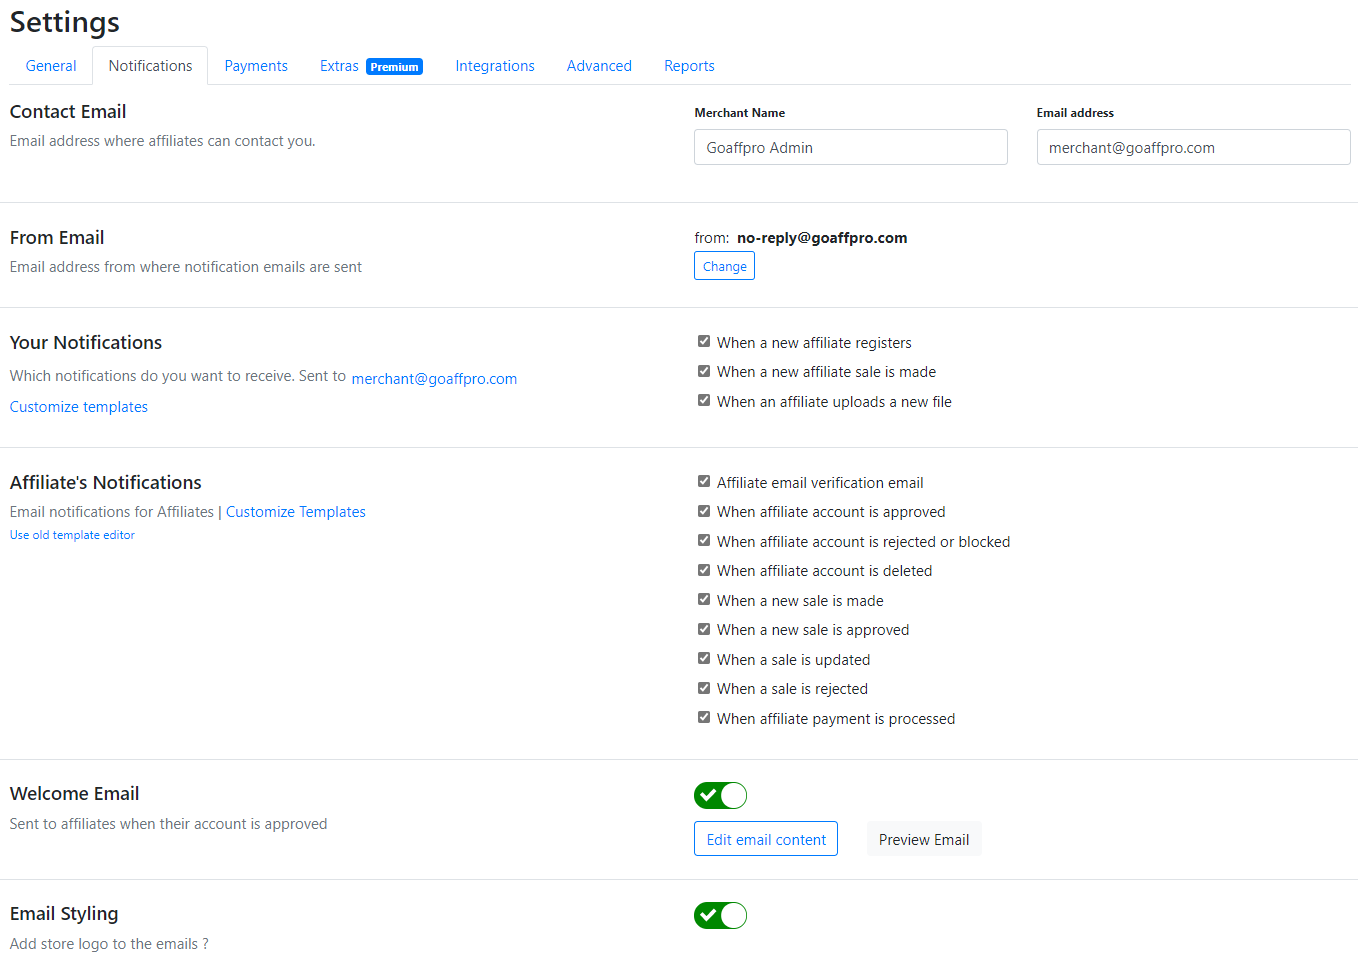 Settings
General Notifications Payments Extras Premium Integrations Advanced Reports
Contact Email
Email address where affiliates can contact you.
Merchant Name
Goaffpro Admin
Email address
merchant@goaffpro.com
From Email
Email address from where notification emails are sent
from: no-reply@goaffpro.com
Change
Your Notifications
Which notifications do you want to receive. Sent to merchant@goaffpro.com
Customize templates
When a new affiliate registers
When a new affiliate sale is made
When an affiliate uploads a new file
Affiliate's Notifications
Email notifications for Affiliates | Customize Templates
Use old template editor
Affiliate email verification email
When affiliate account is approved
When affiliate account is rejected or blocked
When affiliate account is deleted
When a new sale is made
When a new sale is approved
When a sale is updated
When a sale is rejected
When affiliate payment is processed
Welcome Email
Sent to affiliates when their account is approved
Edit email content Preview Email
Email Styling
Add store logo to the emails ?